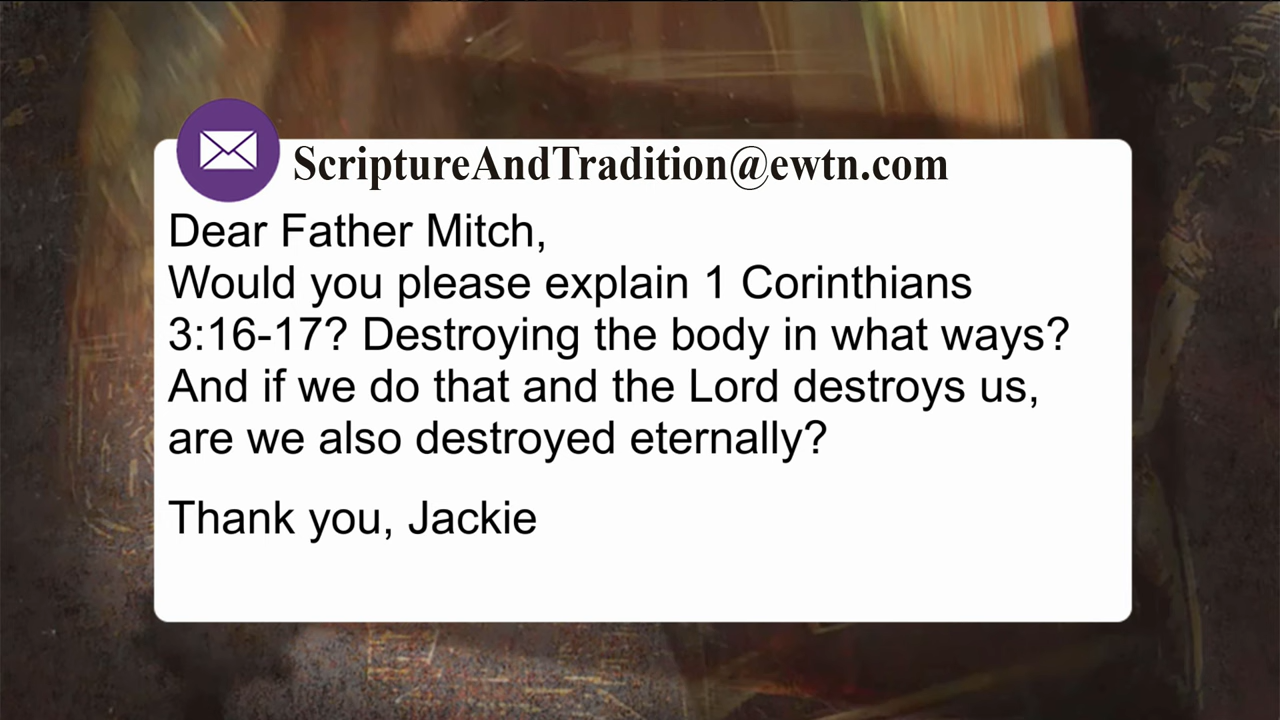 ScriptureAndTradition@ewtn.com
Dear Father Mitch,
Would you please explain 1 Corinthians
3:16-17? Destroying the body in what ways?
And if we do that and the Lord destroys us,
are we also destroyed eternally?
Thank you, Jackie